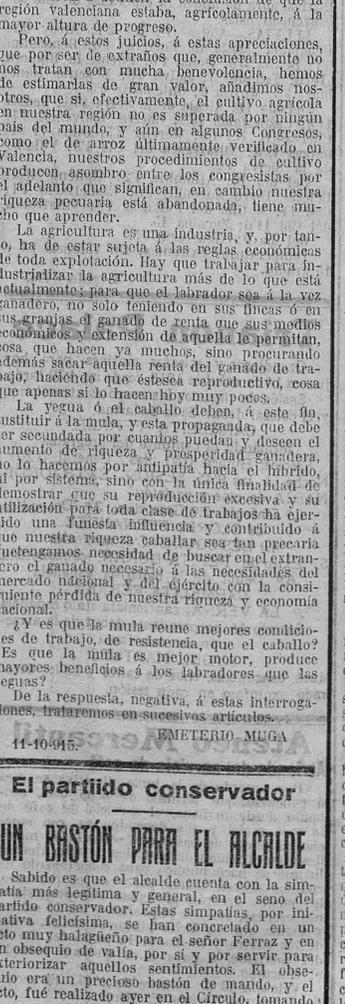 región valenciana estaba, agrícolamente, á la
mayor altura de progreso.
Pero, á estos juicios, á estas apreciaciones,
que por ser de extraños que, generalmente no
nos tratan con mucha benevolencia, hemos
de estimarlas de gran valor, añadimos nos-
otros, que si, efectivamente, el cultivo agrícola
en nuestra región no es superada por ningún
pais del mundo, y aún en algunos Congresos,
como el de arroz últimamente verificado en
Valencia, nuestros procedimientos de cultivo
producen asombro entre los congresistas por
el adelanto que significan, en cambio nuestra
riqueza pecuaria está abandonada, tiene mu-
cho que aprender.
La agricultura es una industria, y, por tan-
to, ha de estar sujeta á las reglas económicas
de toda explotación. Hay que trabajar para in-
dustrializar la agricultura más de lo que está
actualmente; para que el labrador sea á la vez
ganadero, no solo teniendo en sus fincas ó en
sus granjas el ganado de renta que sus medios
económicos y extensión de aquella le permitan,
cosa que hacen ya muchos, sino procurando
además sacar aquella renta del ganado de tra-
bajo, haciendo que éstesea reproductivo, cosa
que apenas si lo hacen hoy muy pocos.
La yegua ó el caballo deben, á este fin,
sustituir á la mula, y esta propaganda, que debe
ser secundada por cuantos puedan y deseen el
aumento de riqueza y prosperidad ganadera,
no lo hacemos por antipatía hacia el híbrido,
ni por sistema, sino con la única finalidad de
demostrar que su reproducción excesiva y su
utilización para toda clase de trabajos ha ejer-
cido una funesta influencia y contribuido á
que nuestra riqueza caballar sea tan precaria
quetengamos necesidad de buscar en el extran-
jero el ganado necesario á las necesidades del
mercado nacional y del ejército con la consi-
guiente pérdida de nuestra riqueza y economía
nacional.
¿Y es que la mula reune mejores condicio-
nes de trabajo, de resistencia, que el caballo?
¿Es que la mula es mejor motor, produce
mayores beneficios á los labradores que las
yeguas?
De la respuesta, negativa, á estas interroga-
ciones, trataremos en sucesivos artículos.
EMETERIO MUGA
11-10-915.
El partiido conservador
UN BASTÓN PARA EL ALCALDE
Sabido es que el alcalde cuenta con la sim-
patía más legítima y general, en el seno del
partido conservador. Estas simpatías, por ini-
ciativa felicísima, se han concretado en un
acto muy halagüeño para el señor Ferraz y en
un obsequio de valía, por sí y por servir para
exteriorizar aquellos sentimientos. El obse-
quio era un precioso bastón de mando, y el
acto, fué realizado ayer en el círculo, tomando